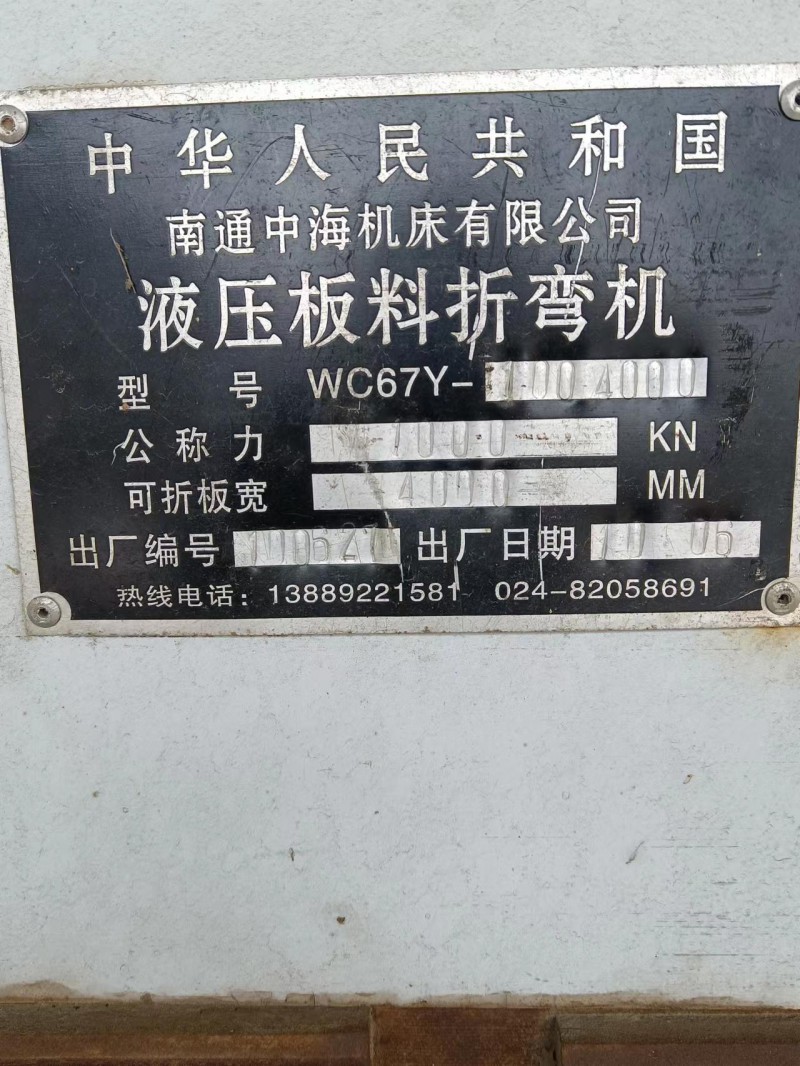 中华人民共和国
南通中海机床有限公司
液压板料折弯机
型号 WC67Y-100 4000
公称力 1000 KN
可折板宽 4000 MM
出厂编号 出厂日期 10.06
热线电话：13889221581 024-82058691